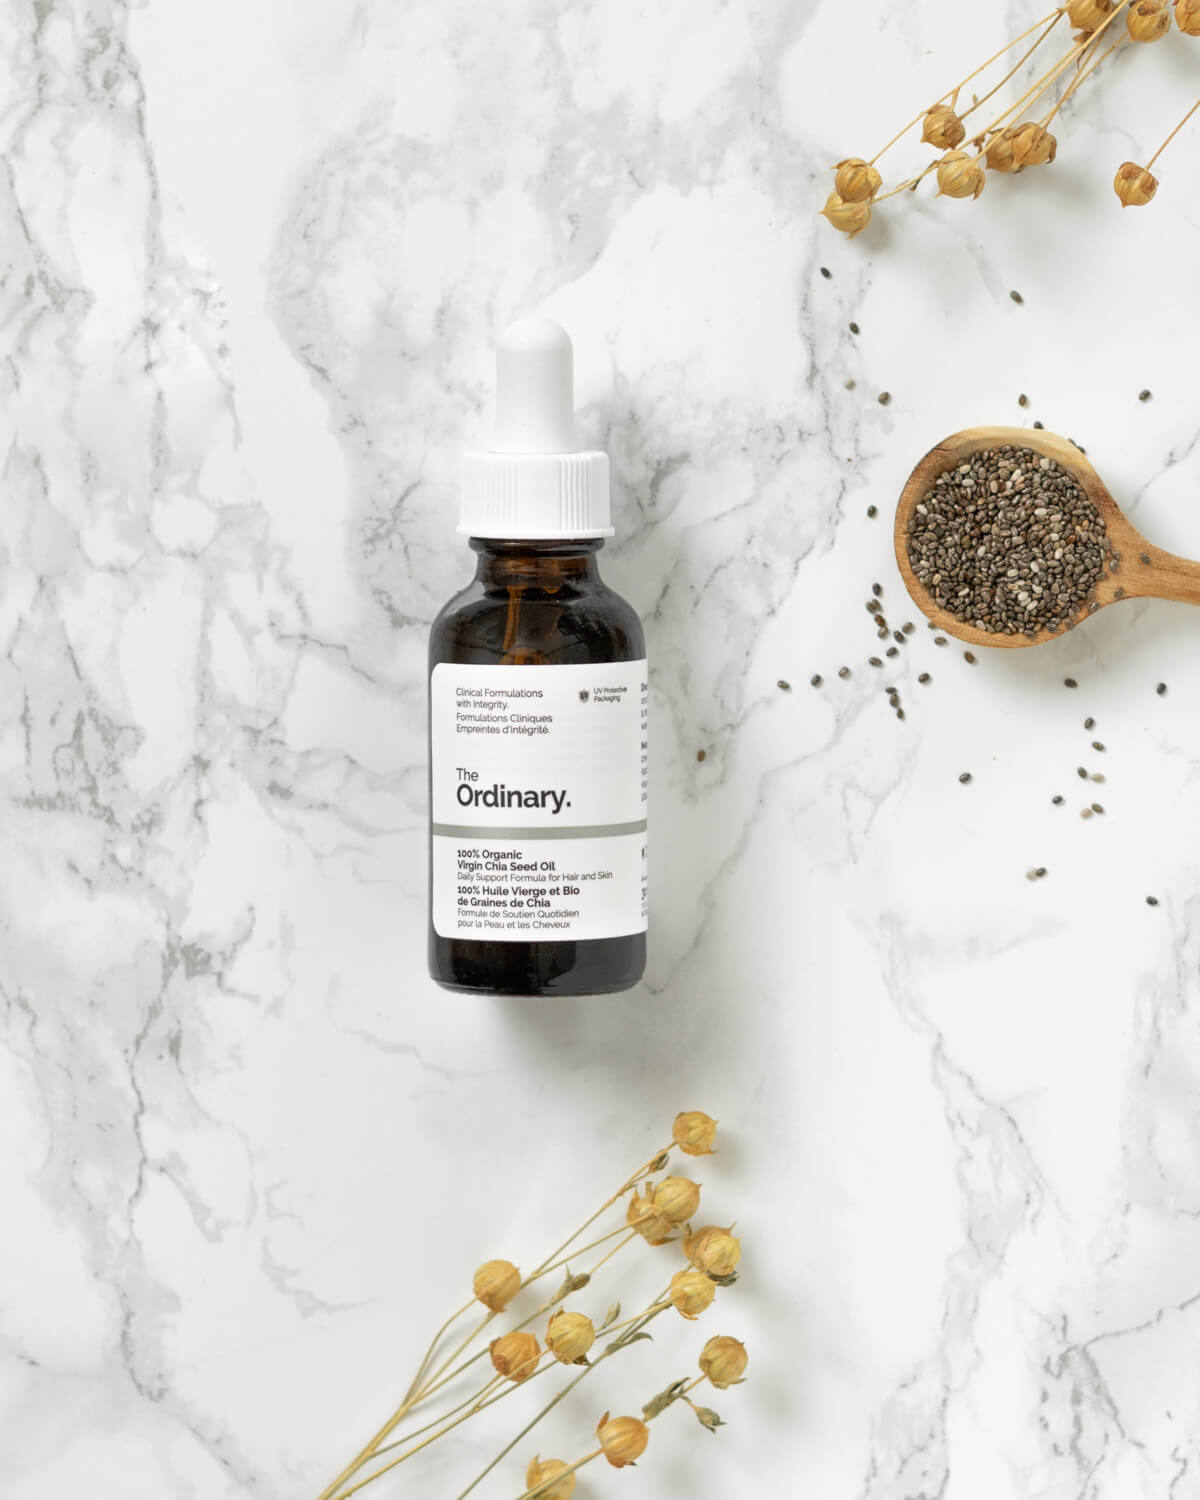 Clinical Formulations
with Integrity.
Formulations Cliniques
Empreintes d'Intégrité.
UV Protective
Packaging
The
Ordinary.
100% Organic
Virgin Chia Seed Oil
Daily Support Formula for Hair and Skin
100% Huile Vierge et Bio
de Graines de Chia
Formule de Soutien Quotidien
pour la Peau et les Cheveux